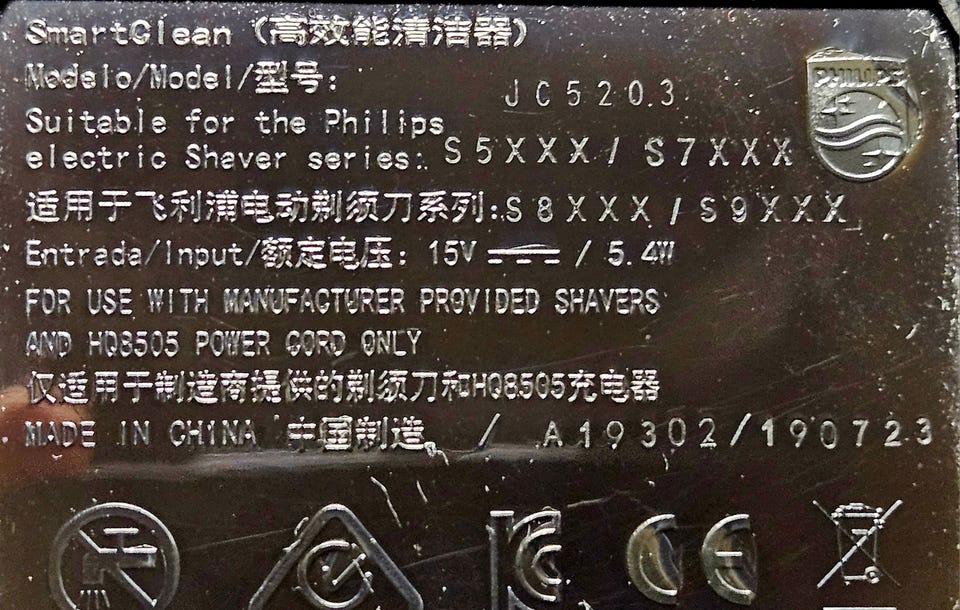 SmartClean (高效能清洁器)
PHILIPS
Modelo/Model/型号: JC5203
Suitable for the Philips
electric Shaver series: S5XXX/ S7XXX
适用于飞利浦电动剃须刀系列: S8XXX/S9XXX
Entrada/Input/额定电压: 15V ⎓ / 5.4W
FOR USE WITH MANUFACTURER PROVIDED SHAVERS
AND HQ8505 POWER CORD ONLY
仅适用于制造商提供的剃须刀和HQ8505充电器
MADE IN CHINA 中国制造 / A19302/190723
KC CE